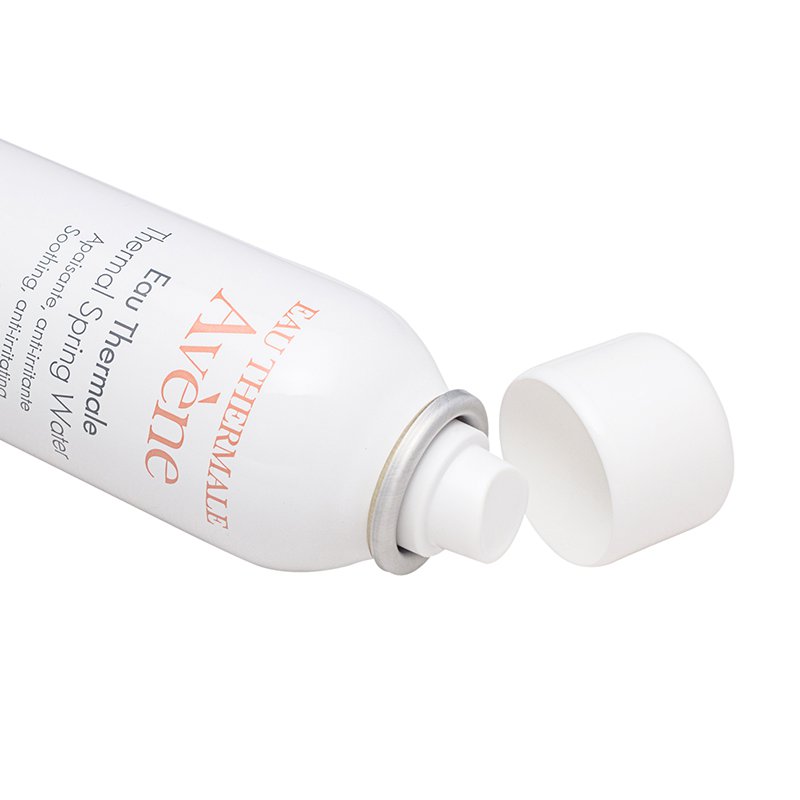 EAU THERMALE
Avène
Eau Thermale
Thermal Spring Water
Apaisante, anti-irritante
Soothing, anti-irritating